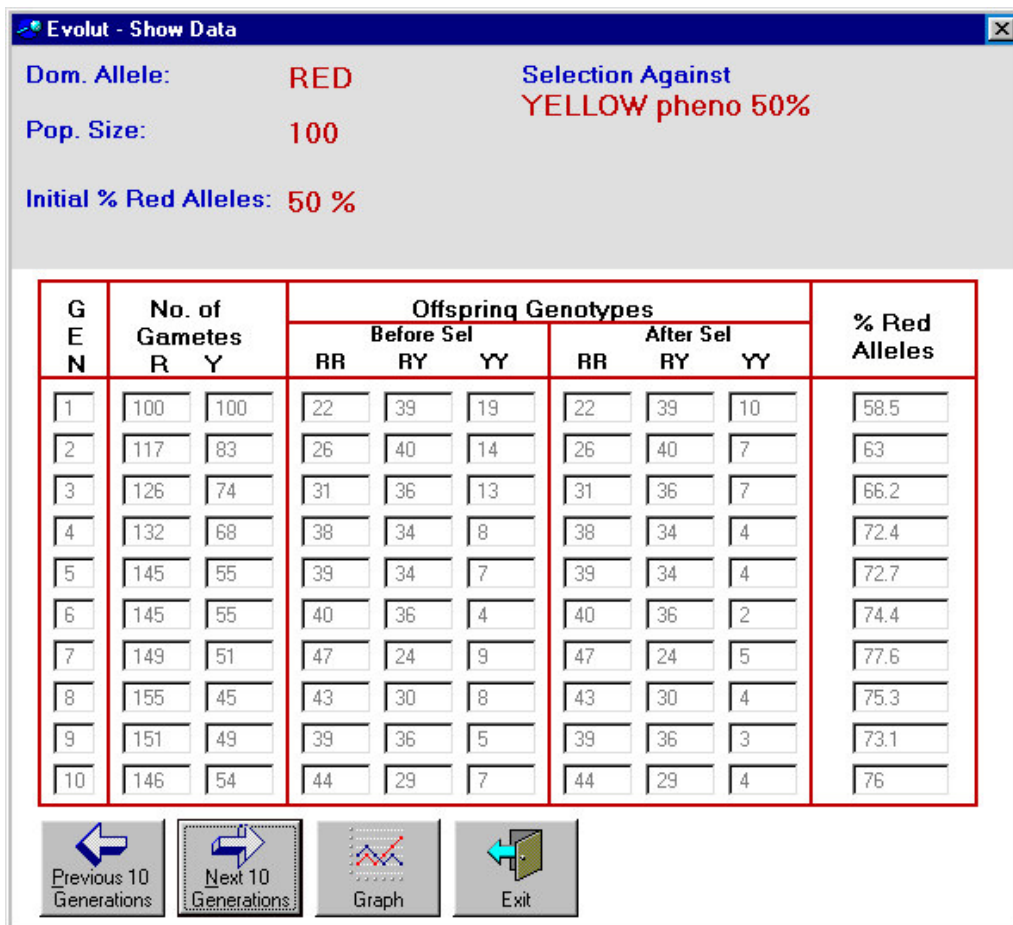 Evolut - Show Data
Dom. Allele: RED Selection Against
YELLOW pheno 50%
Pop. Size: 100
Initial % Red Alleles: 50 %
GEN No. of Gametes Offspring Genotypes % Red Alleles
Before Sel After Sel
R Y RR RY YY RR RY YY
1 100 100 22 39 19 22 39 10 58.5
2 117 83 26 40 14 26 40 7 63
3 126 74 31 36 13 31 36 7 66.2
4 132 68 38 34 8 38 34 4 72.4
5 145 55 39 34 7 39 34 4 72.7
6 145 55 40 36 4 40 36 2 74.4
7 149 51 47 24 9 47 24 5 77.6
8 155 45 43 30 8 43 30 4 75.3
9 151 49 39 36 5 39 36 3 73.1
10 146 54 44 29 7 44 29 4 76
Previous 10 Generations
Next 10 Generations
Graph
Exit